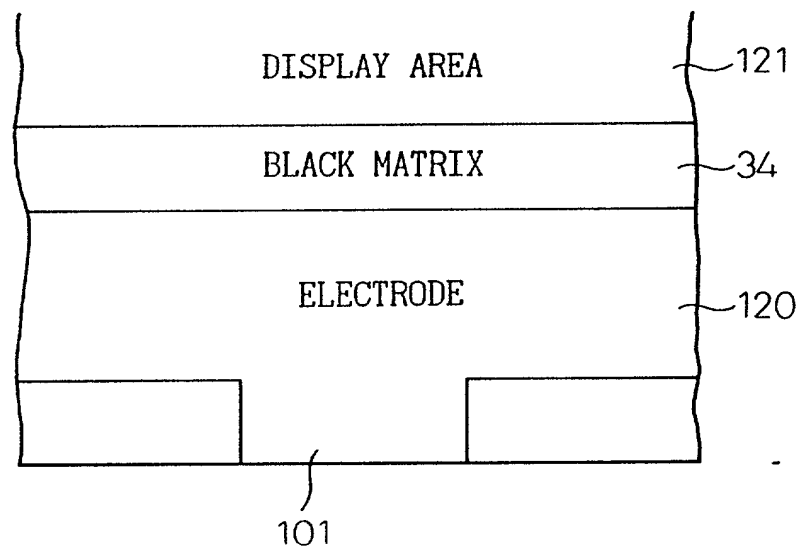 DISPLAY AREA
121
BLACK MATRIX
34
ELECTRODE
120
101